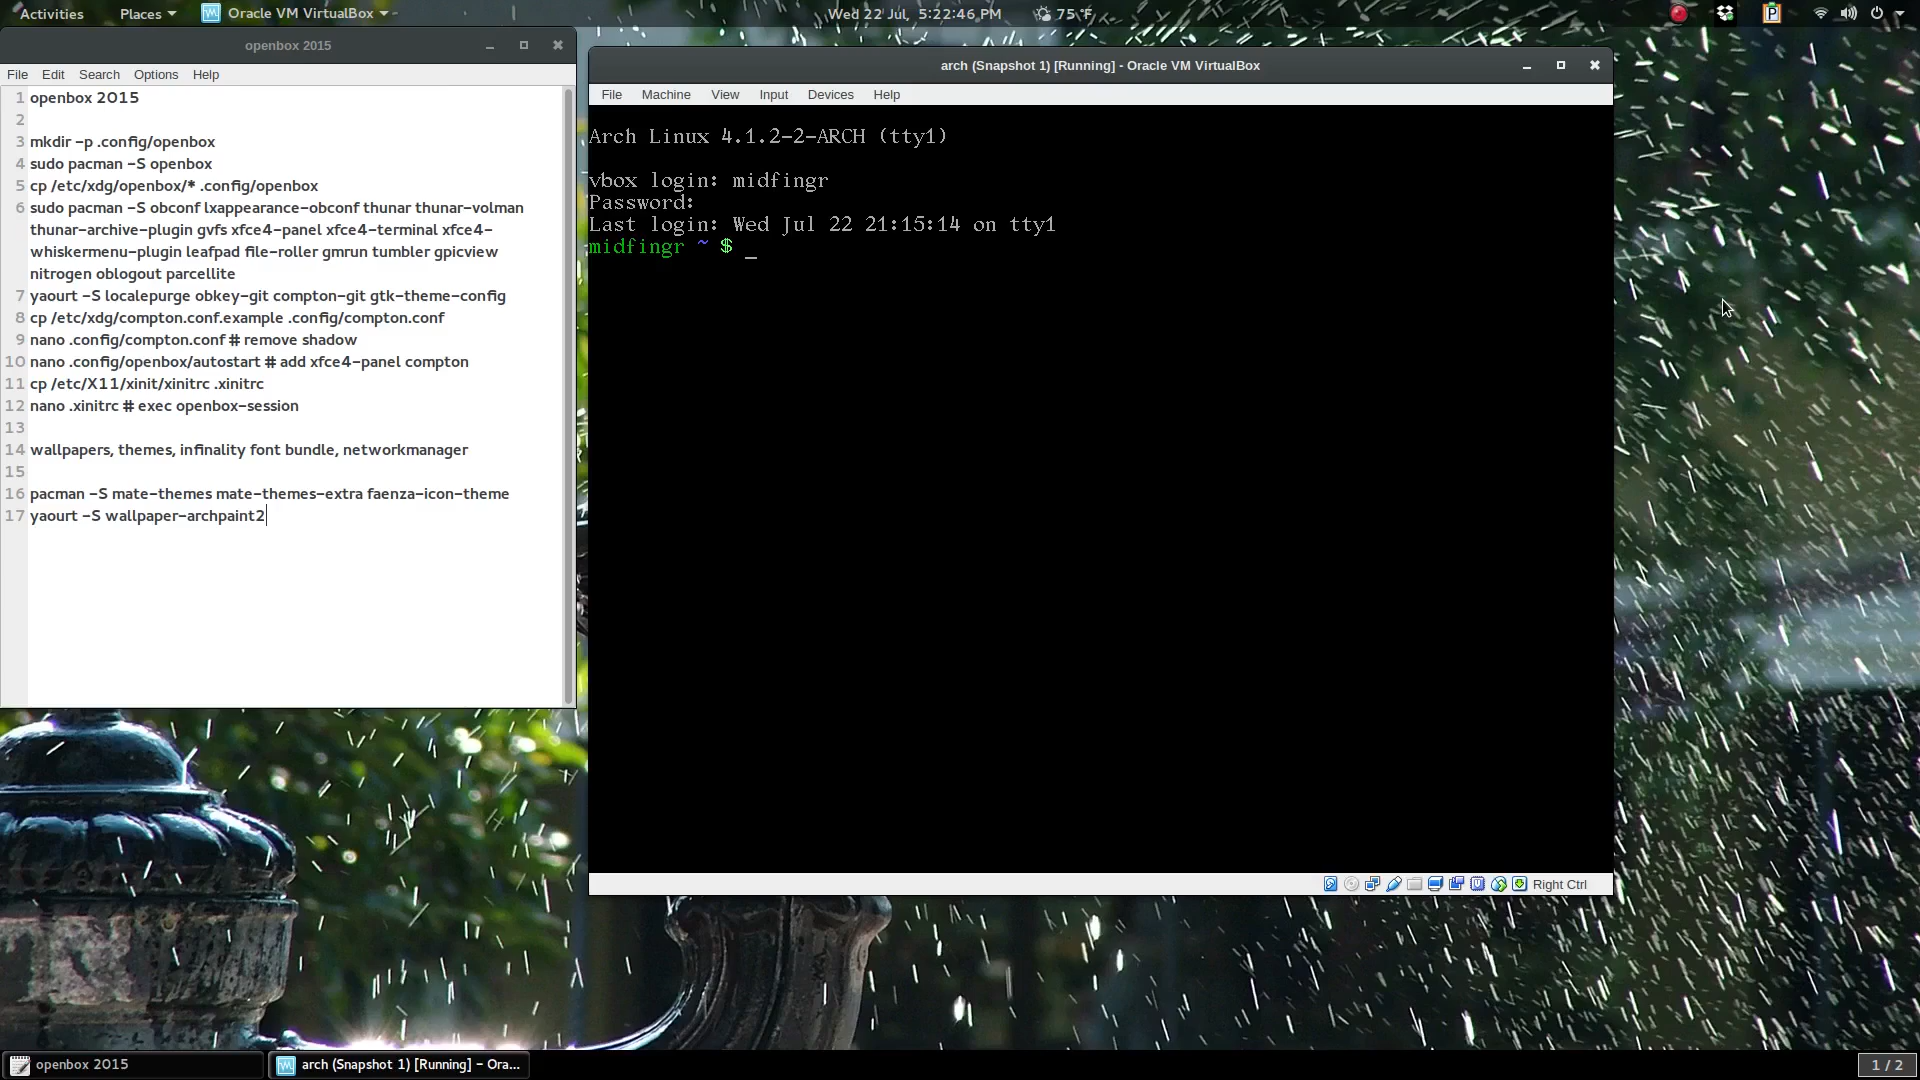 Activities Places Oracle VM VirtualBox Wed 22 Jul, 5:22:46 PM 75 °F
openbox 2015
File Edit Search Options Help
1 openbox 2015
2
3 mkdir -p .config/openbox
4 sudo pacman -S openbox
5 cp /etc/xdg/openbox/* .config/openbox
6 sudo pacman -S obconf lxappearance-obconf thunar thunar-volman
thunar-archive-plugin gvfs xfce4-panel xfce4-terminal xfce4-
whiskermenu-plugin leafpad file-roller gmrun tumbler gpicview
nitrogen oblogout parcellite
7 yaourt -S localepurge obkey-git compton-git gtk-theme-config
8 cp /etc/xdg/compton.conf.example .config/compton.conf
9 nano .config/compton.conf # remove shadow
10 nano .config/openbox/autostart # add xfce4-panel compton
11 cp /etc/X11/xinit/xinitrc .xinitrc
12 nano .xinitrc # exec openbox-session
13
14 wallpapers, themes, infinality font bundle, networkmanager
15
16 pacman -S mate-themes mate-themes-extra faenza-icon-theme
17 yaourt -S wallpaper-archpaint2
arch (Snapshot 1) [Running] - Oracle VM VirtualBox
File Machine View Input Devices Help
Arch Linux 4.1.2-2-ARCH (tty1)
vbox login: midfingr
Password:
Last login: Wed Jul 22 21:15:14 on tty1
midfingr ~ $ _
Right Ctrl
openbox 2015
arch (Snapshot 1) [Running] - Ora...
1 / 2